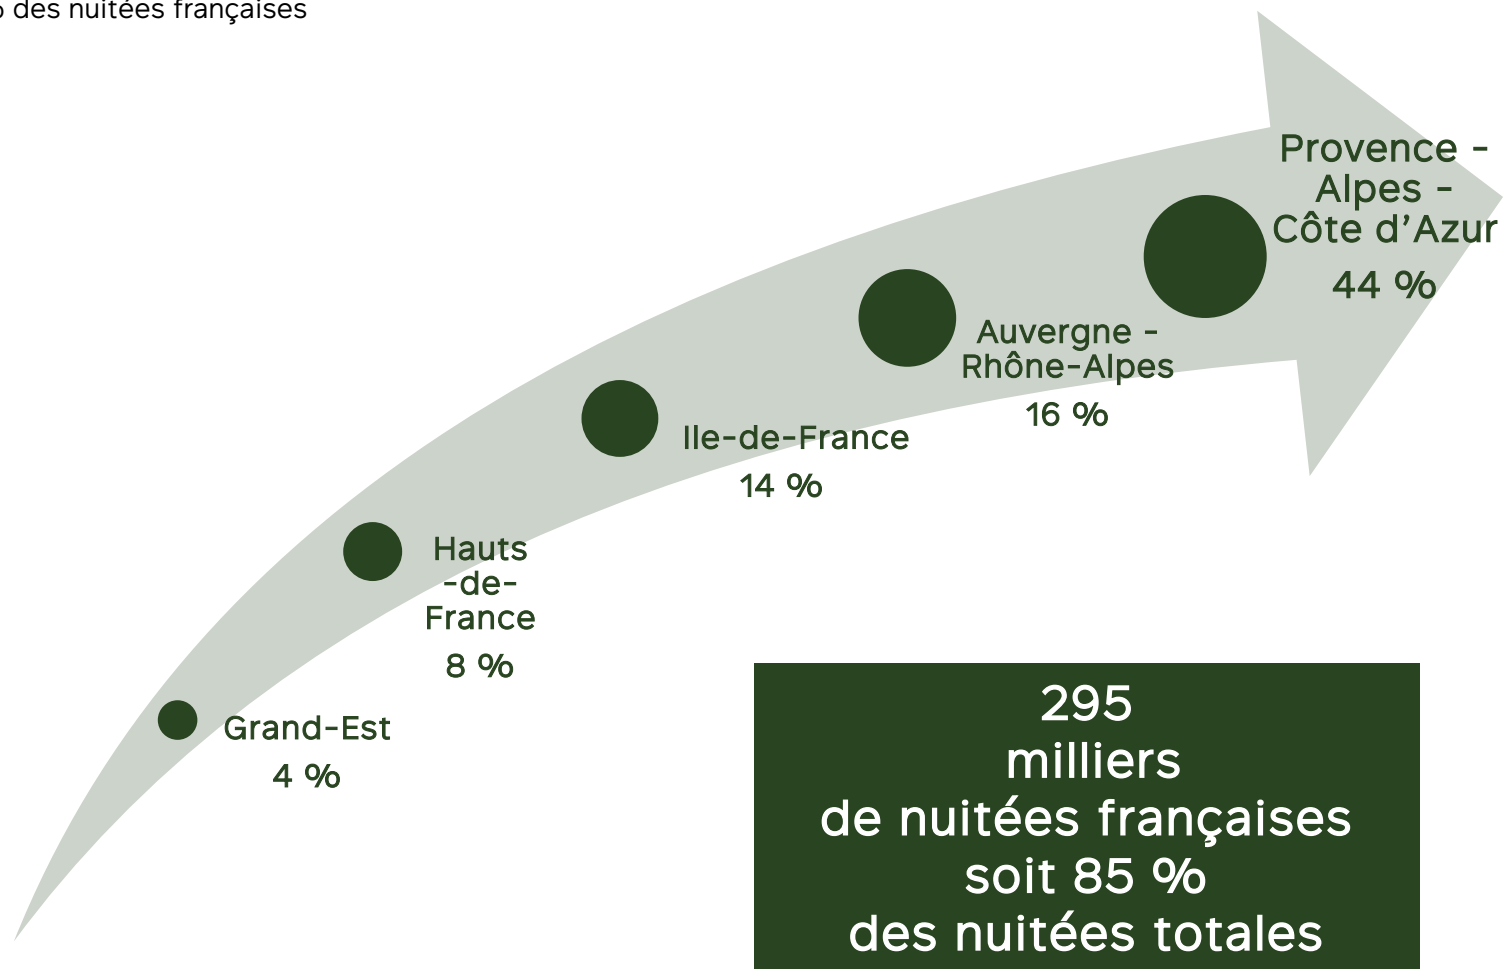 des nuitées françaises
Provence -
Alpes -
Côte d’Azur
44 %
Auvergne -
Rhône-Alpes
16 %
Ile-de-France
14 %
Hauts
-de-
France
8 %
Grand-Est
4 %
295
milliers
de nuitées françaises
soit 85 %
des nuitées totales